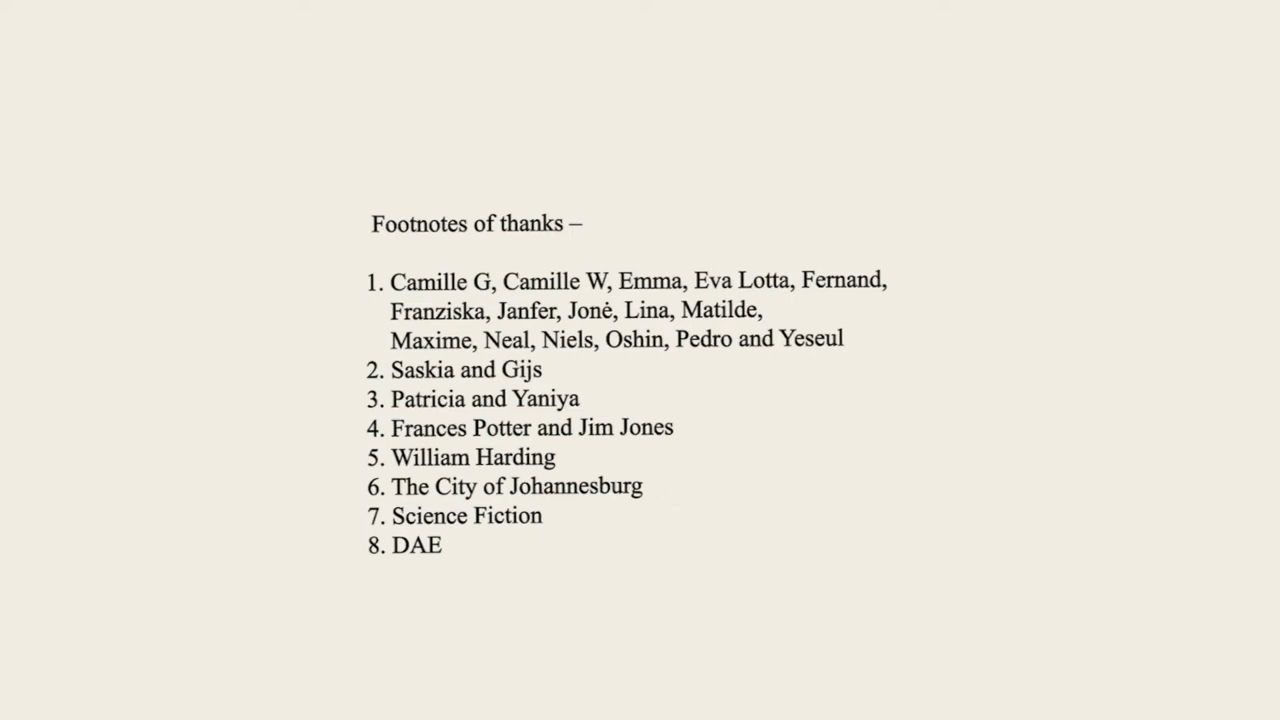 Footnotes of thanks –
1. Camille G, Camille W, Emma, Eva Lotta, Fernand,
Franziska, Janfer, Jonė, Lina, Matilde,
Maxime, Neal, Niels, Oshin, Pedro and Yeseul
2. Saskia and Gijs
3. Patricia and Yaniya
4. Frances Potter and Jim Jones
5. William Harding
6. The City of Johannesburg
7. Science Fiction
8. DAE